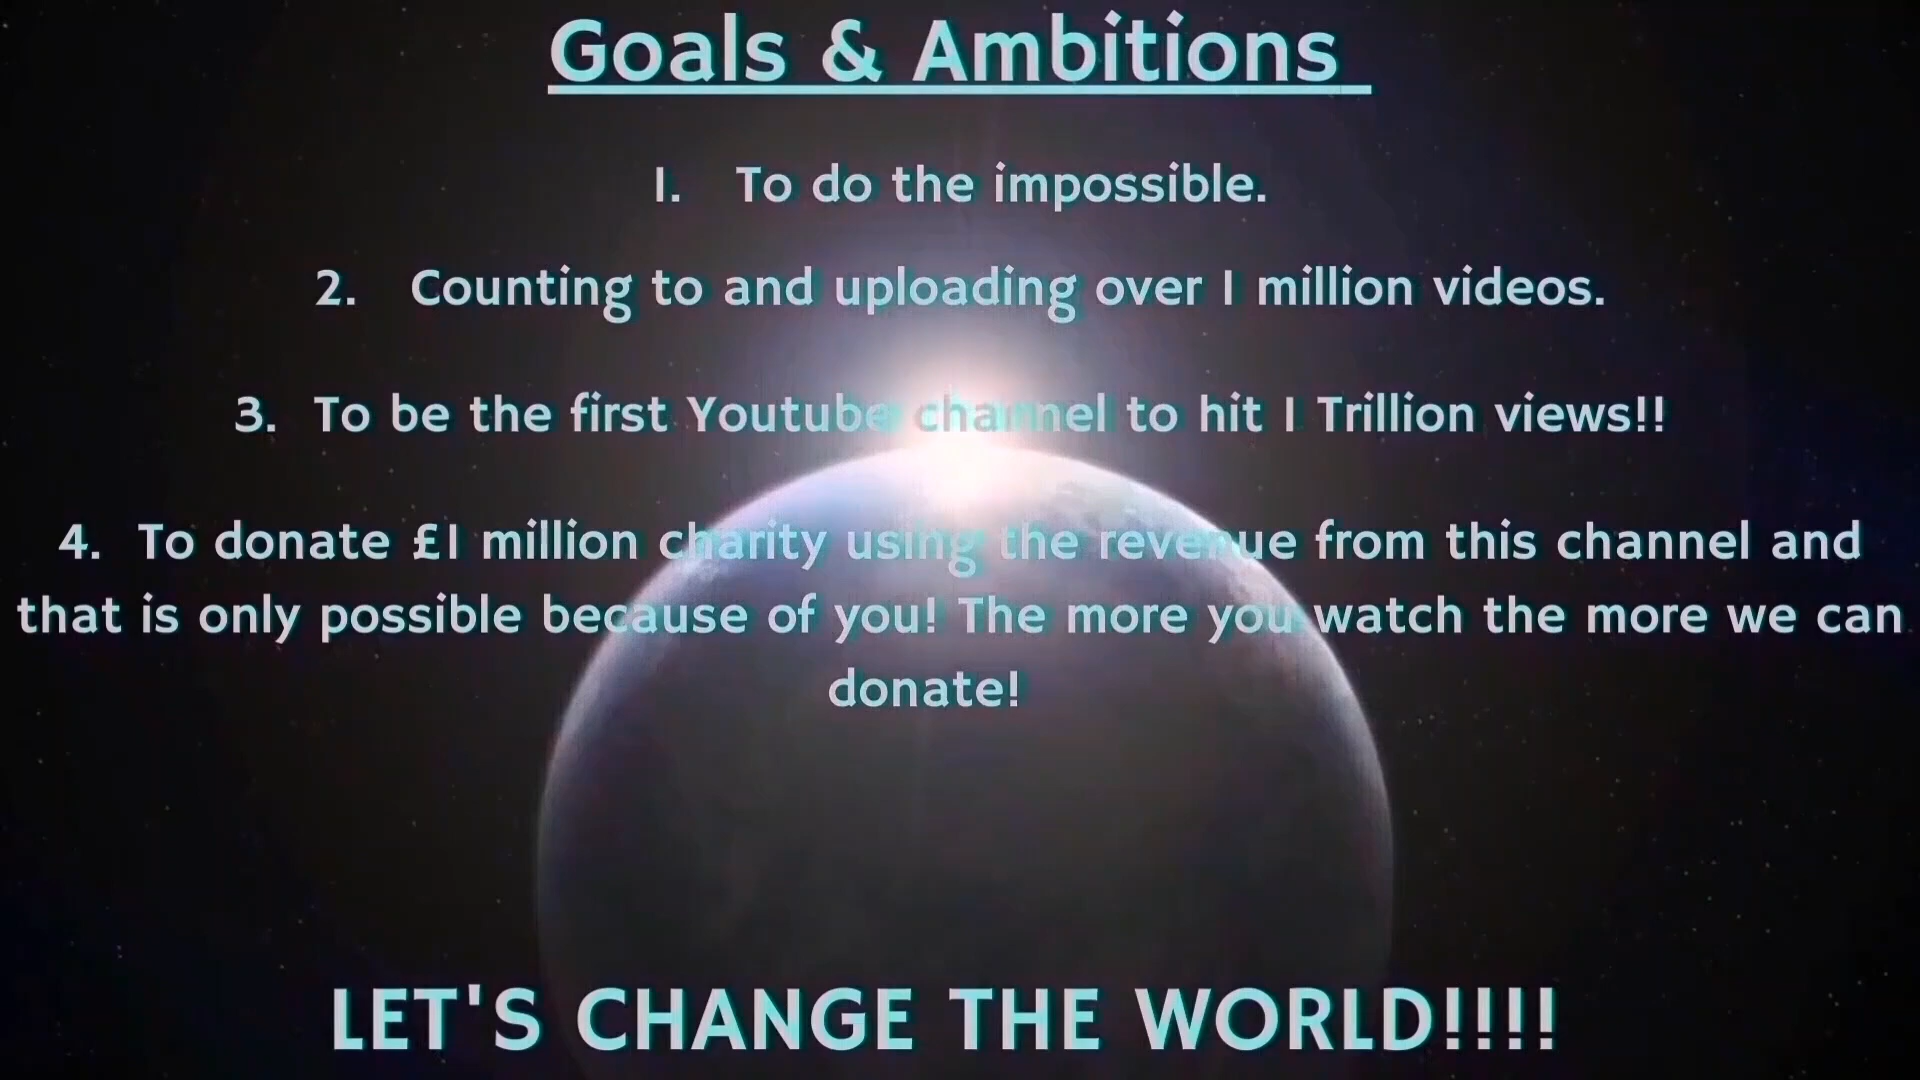 Goals & Ambitions
1. To do the impossible.
2. Counting to and uploading over 1 million videos.
3. To be the first Youtube channel to hit 1 Trillion views!!
4. To donate £1 million charity using the revenue from this channel and
that is only possible because of you! The more you watch the more we can
donate!
LET'S CHANGE THE WORLD!!!!